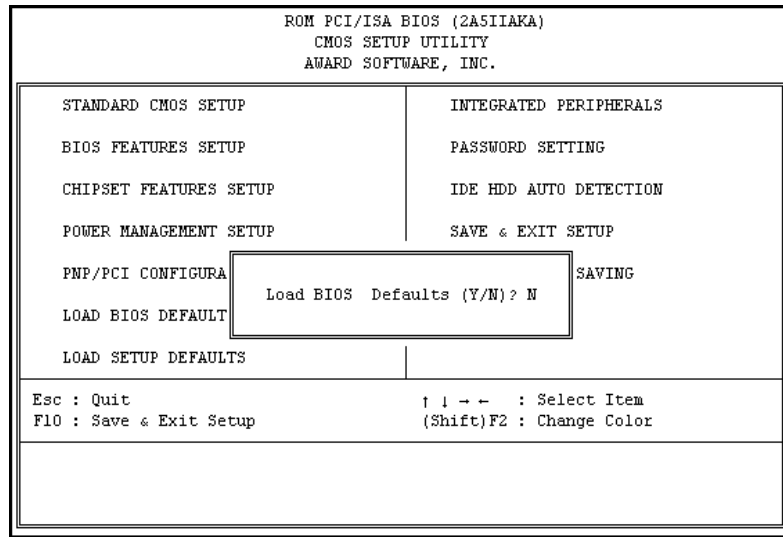 ROM PCI/ISA BIOS (2A5IIAKA)
CMOS SETUP UTILITY
AWARD SOFTWARE, INC.
STANDARD CMOS SETUP
BIOS FEATURES SETUP
CHIPSET FEATURES SETUP
POWER MANAGEMENT SETUP
PNP/PCI CONFIGURA
LOAD BIOS DEFAULT
LOAD SETUP DEFAULTS
INTEGRATED PERIPHERALS
PASSWORD SETTING
IDE HDD AUTO DETECTION
SAVE & EXIT SETUP
SAVING
Load BIOS  Defaults (Y/N)? N
Esc : Quit
F10 : Save & Exit Setup
↑ ↓ → ← : Select Item
(Shift)F2 : Change Color